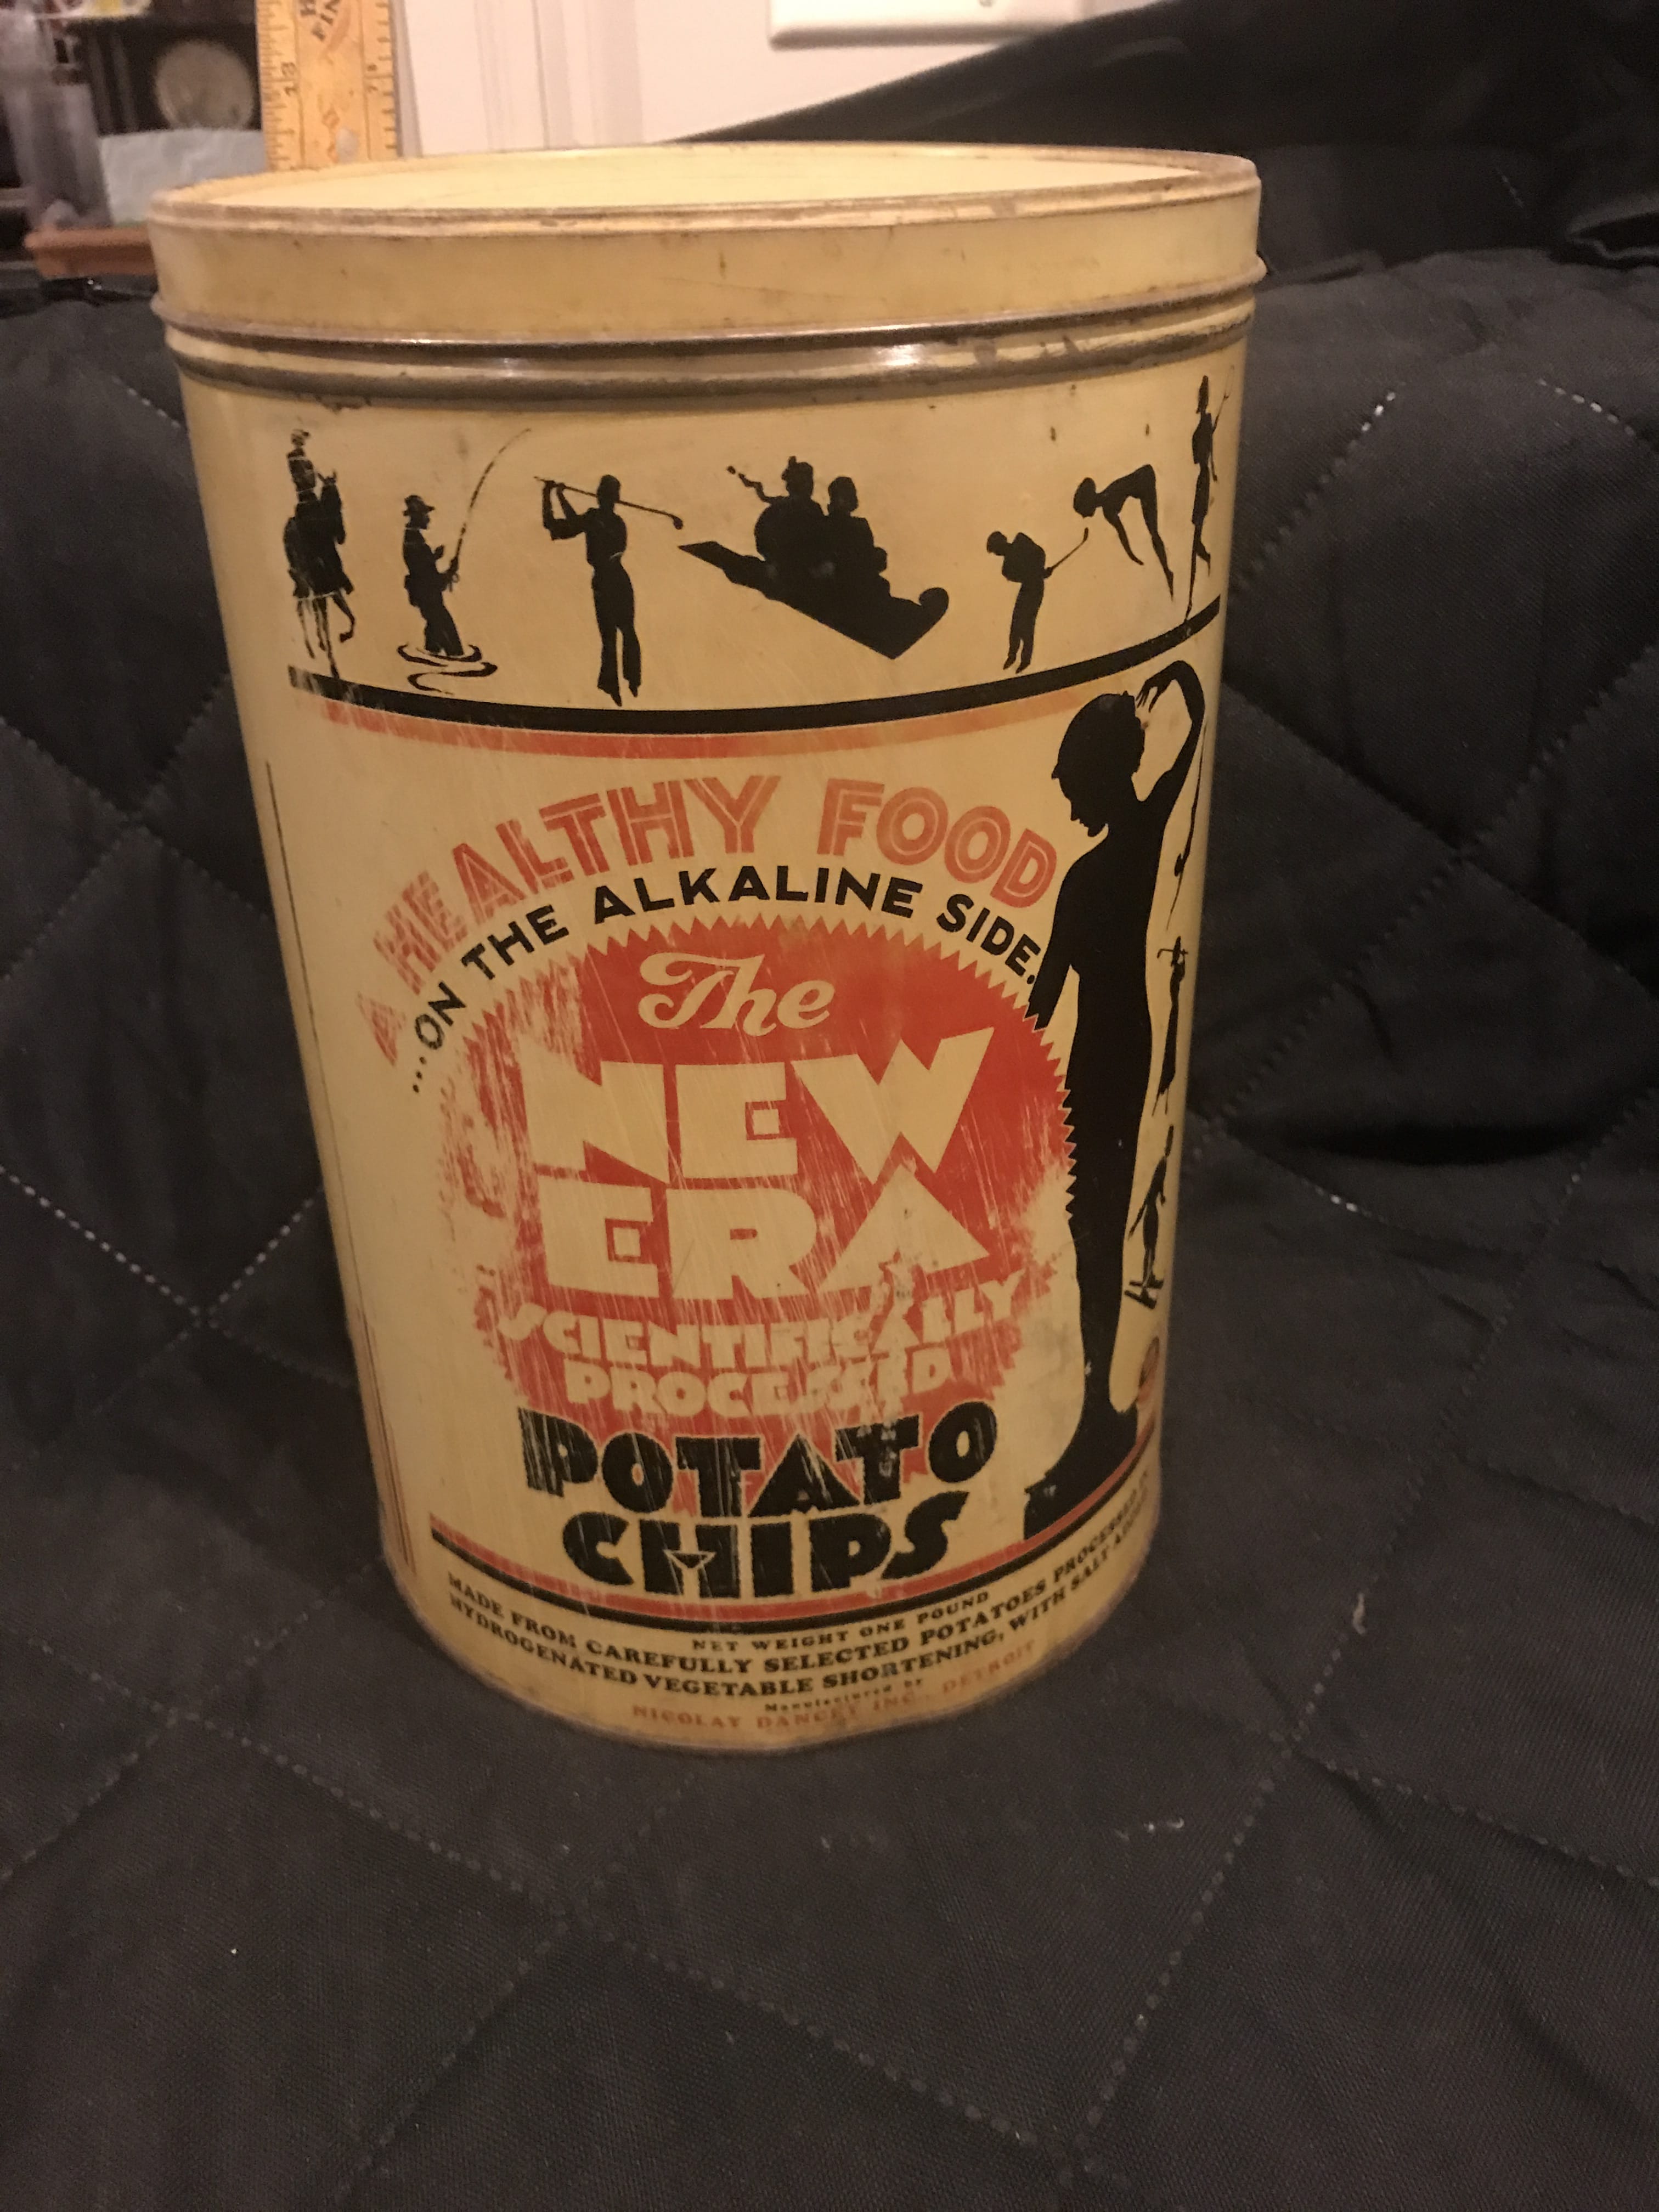 A HEALTHY FOOD
...ON THE ALKALINE SIDE.
The
NEW
ERA
SCIENTIFICALLY
PROCESSED
POTATO
CHIPS
NET WEIGHT ONE POUND
MADE FROM CAREFULLY SELECTED POTATOES PROCESSED IN
HYDROGENATED VEGETABLE SHORTENING, WITH SALT ADDED
Manufactured by
NICOLAY DANCEY INC., DETROIT